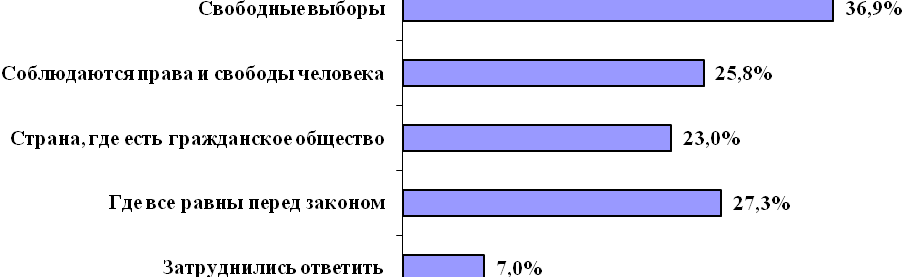 Свободные выборы 36,9%
Соблюдаются права и свободы человека 25,8%
Страна, где есть гражданское общество 23,0%
Где все равны перед законом 27,3%
Затруднились ответить 7,0%